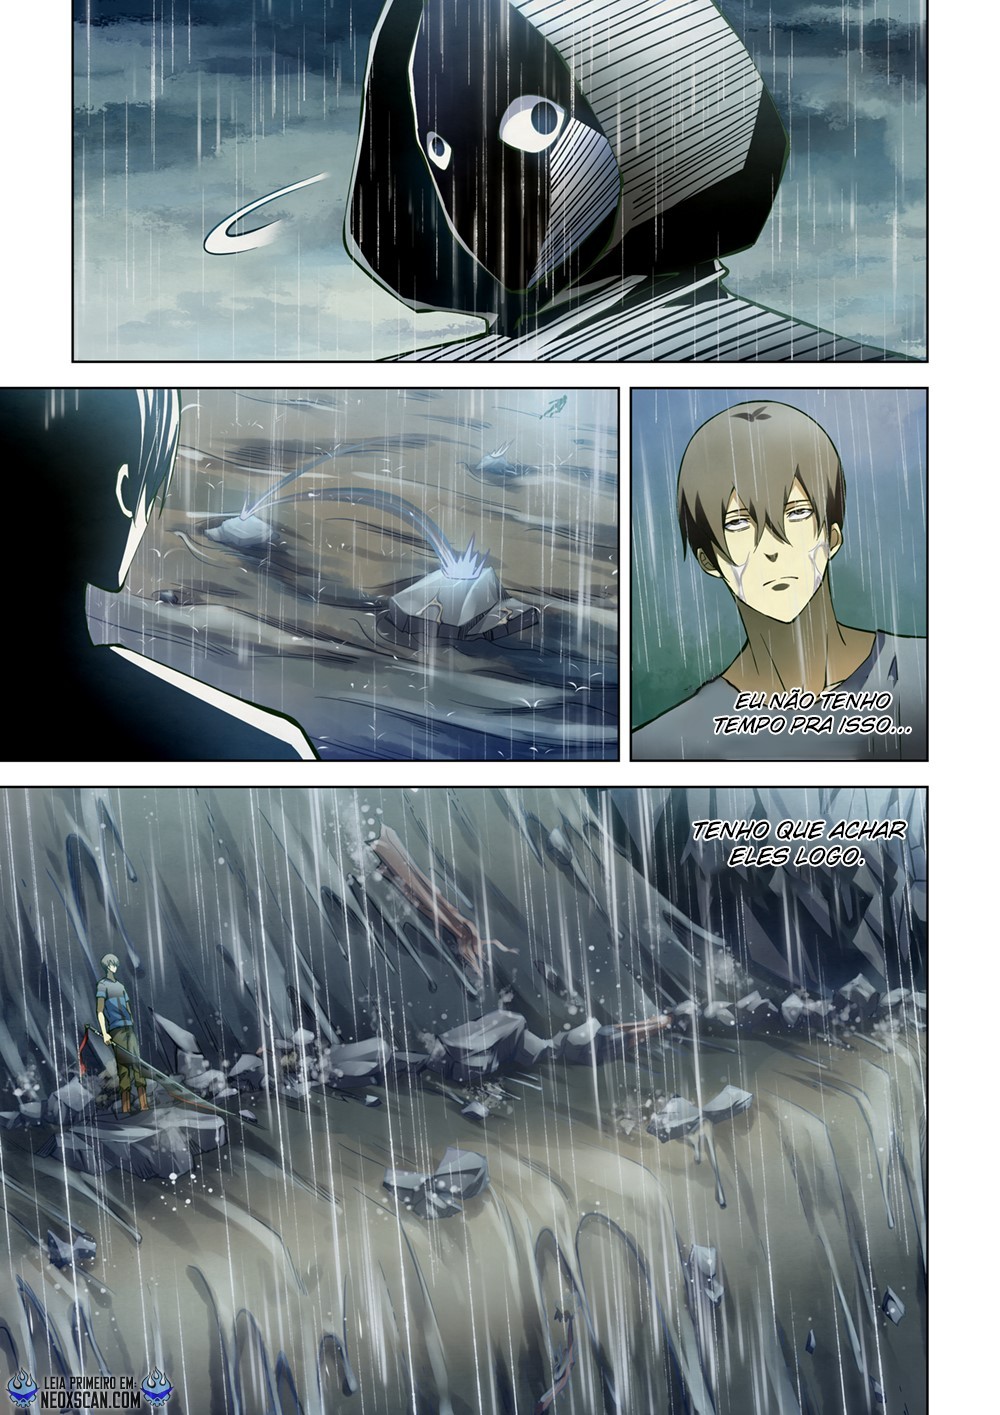 EU NÃO TENHO
TEMPO PRA ISSO...
TENHO QUE ACHAR
ELES LOGO.
LEIA PRIMEIRO EM:
NEOXSCAN.COM